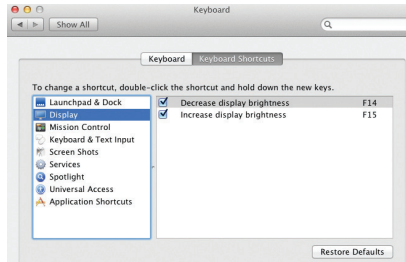 Keyboard
Show All
Keyboard Keyboard Shortcuts
To change a shortcut, double-click the shortcut and hold down the new keys.
Launchpad & Dock
Display
Mission Control
Keyboard & Text Input
Screen Shots
Services
Spotlight
Universal Access
Application Shortcuts
Decrease display brightness F14
Increase display brightness F15
Restore Defaults